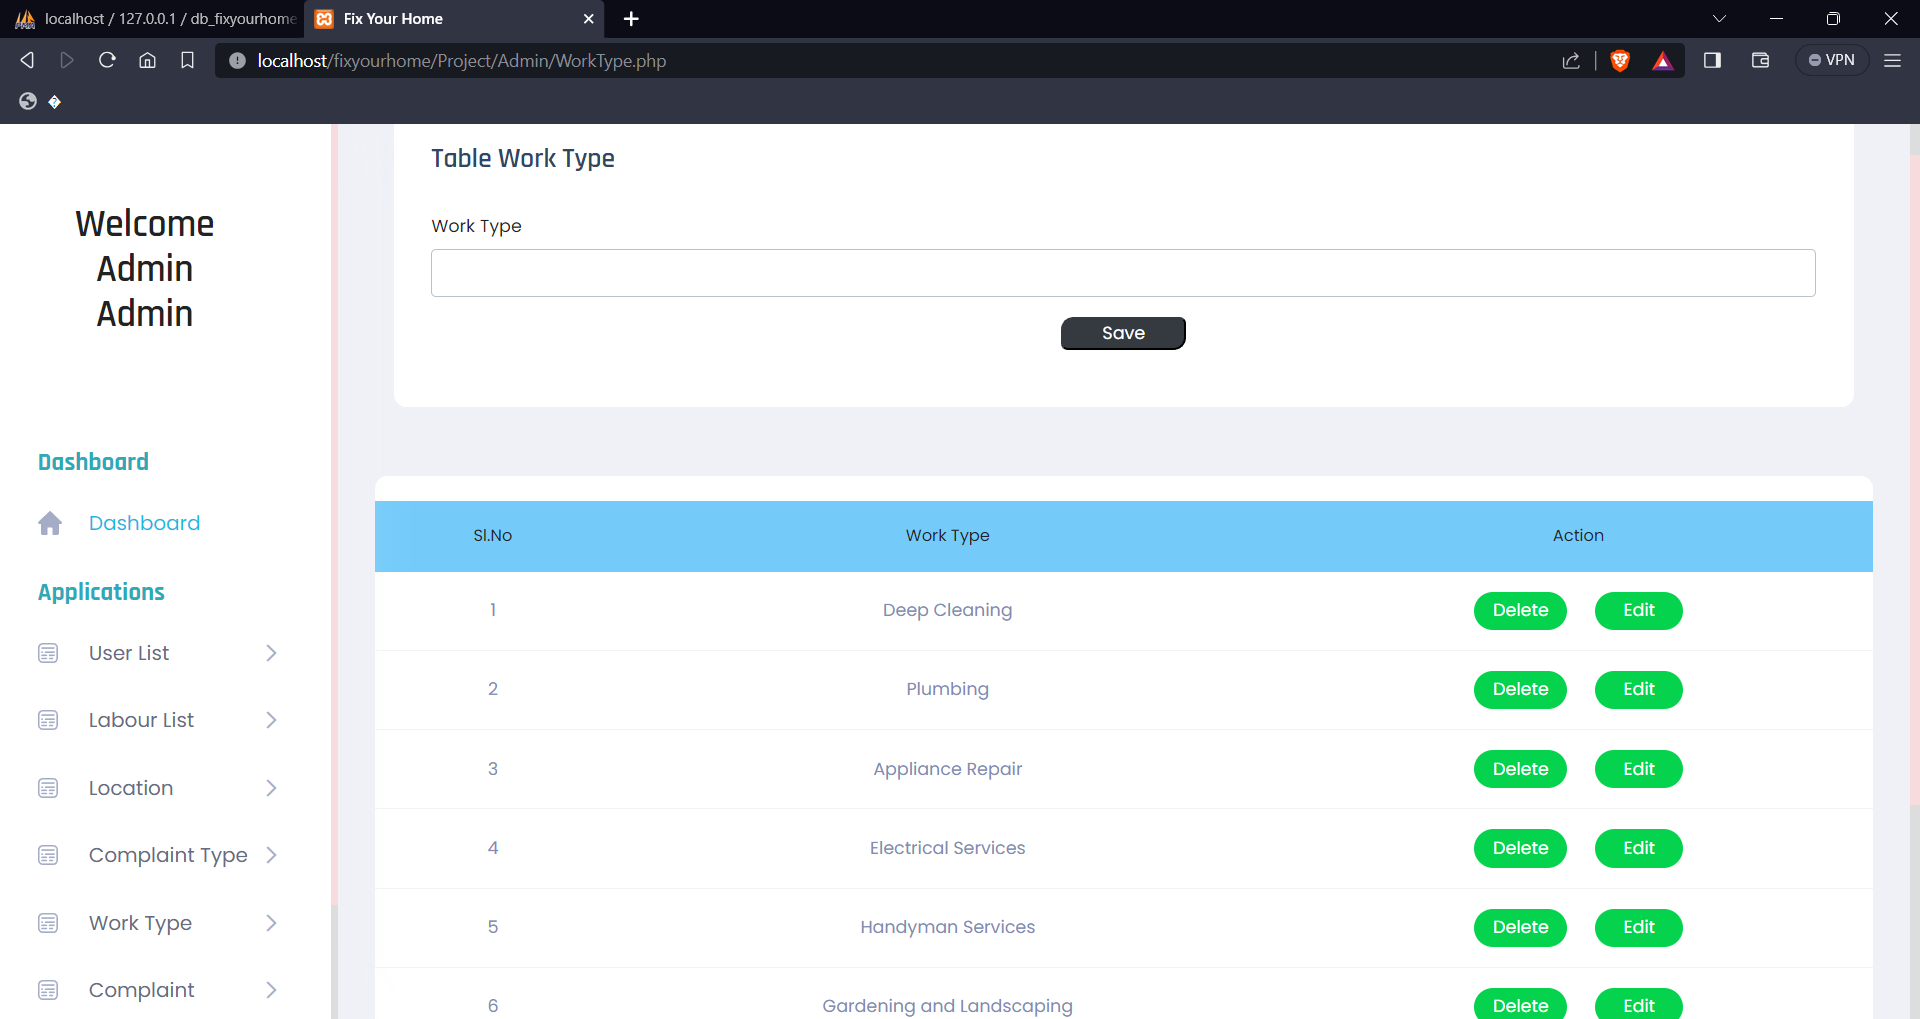 localhost / 127.0.0.1 / db_fixyourhome
Fix Your Home
localhost/fixyourhome/Project/Admin/WorkType.php
VPN
Welcome
Admin
Admin
Dashboard
Dashboard
Applications
User List
Labour List
Location
Complaint Type
Work Type
Complaint
Table Work Type
Work Type
Save
Sl.No Work Type Action
1 Deep Cleaning Delete Edit
2 Plumbing Delete Edit
3 Appliance Repair Delete Edit
4 Electrical Services Delete Edit
5 Handyman Services Delete Edit
6 Gardening and Landscaping Delete Edit